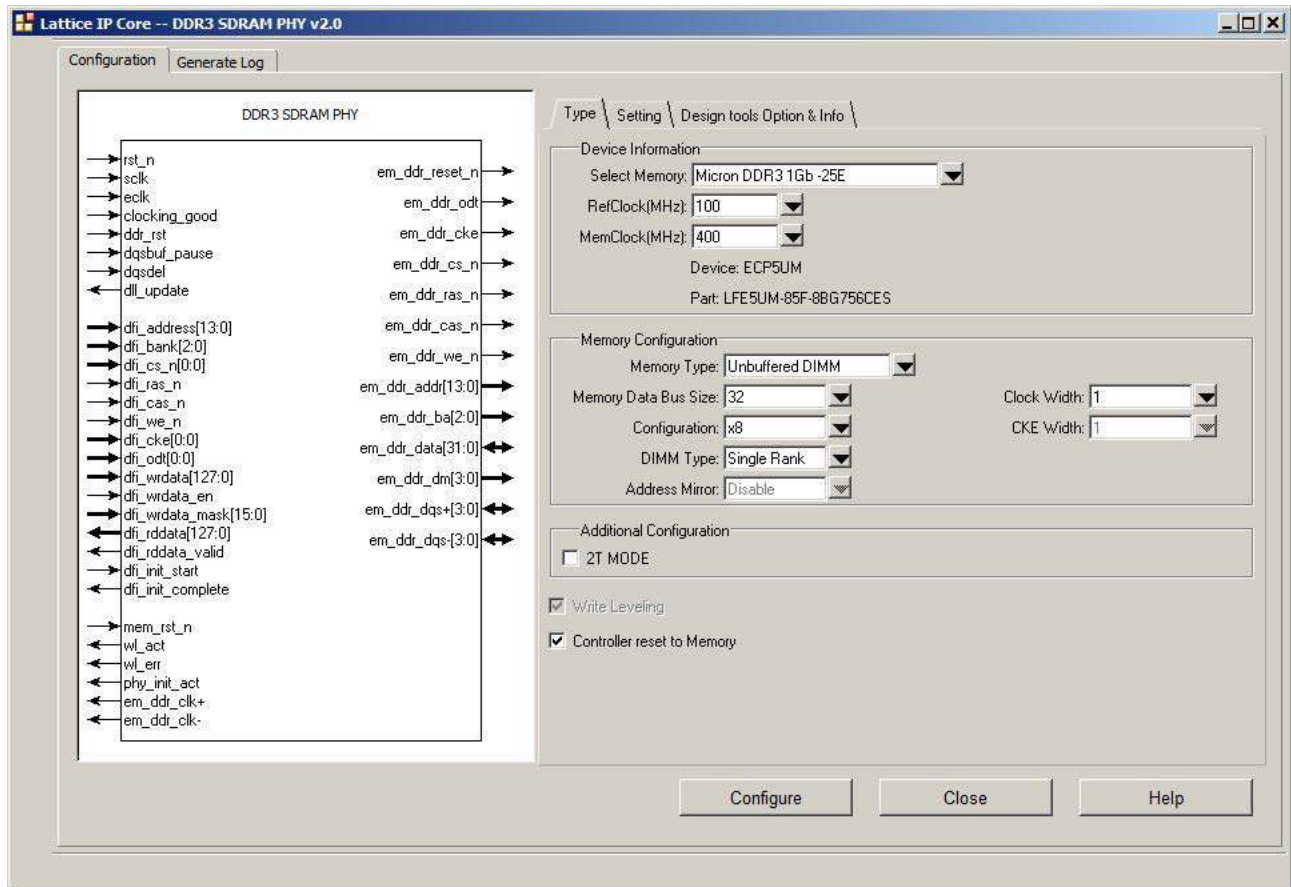 Lattice IP Core -- DDR3 SDRAM PHY v2.0
Configuration
Generate Log
DDR3 SDRAM PHY
rst_n
sclk
eclk
clocking_good
ddr_rst
dqsbuf_pause
dqsdel
dll_update
dfi_address[13:0]
dfi_bank[2:0]
dfi_cs_n[0:0]
dfi_ras_n
dfi_cas_n
dfi_we_n
dfi_cke[0:0]
dfi_odt[0:0]
dfi_wrdata[127:0]
dfi_wrdata_en
dfi_wrdata_mask[15:0]
dfi_rddata[127:0]
dfi_rddata_valid
dfi_init_start
dfi_init_complete
mem_rst_n
wl_act
wl_err
phy_init_act
em_ddr_clk+
em_ddr_clk-
em_ddr_reset_n
em_ddr_odt
em_ddr_cke
em_ddr_cs_n
em_ddr_ras_n
em_ddr_cas_n
em_ddr_we_n
em_ddr_addr[13:0]
em_ddr_ba[2:0]
em_ddr_data[31:0]
em_ddr_dm[3:0]
em_ddr_dqs+[3:0]
em_ddr_dqs-[3:0]
Type
Setting
Design tools Option & Info
Device Information
Select Memory: Micron DDR3 1Gb -25E
RefClock(MHz): 100
MemClock(MHz): 400
Device: ECP5UM
Part: LFE5UM-85F-8BG756CES
Memory Configuration
Memory Type: Unbuffered DIMM
Memory Data Bus Size: 32
Clock Width: 1
Configuration: x8
CKE Width: 1
DIMM Type: Single Rank
Address Mirror: Disable
Additional Configuration
2T MODE
Write Leveling
Controller reset to Memory
Configure
Close
Help